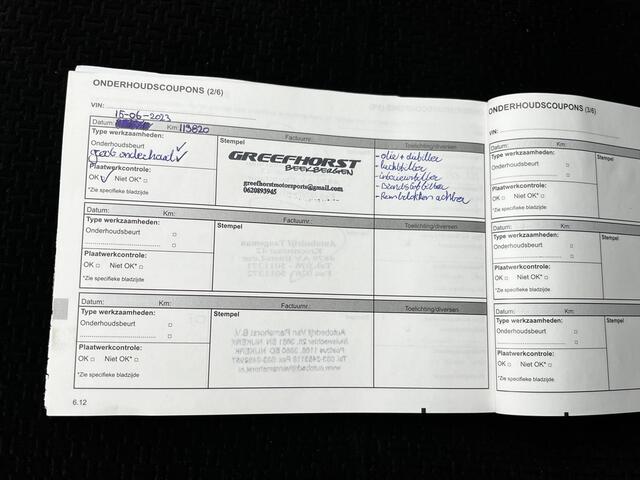 ONDERHOUDSCOUPONS (2/6)
VIN:
15-06-2023
Datum: Km: 119820 Factuurnr.: Toelichting/diversen
Type werkzaamheden:
Onderhoudsbeurt
groot onderhoud
Plaatwerkcontrole:
OK Niet OK*
*Zie specifieke bladzijde
Stempel
GREEFHORST
BEEKBERGEN
greefhorstmotorsports@gmail.com
0620893945
- olie + oliefilter
- luchtfilter
- interieurfilter
- Brandstoffilter
- Remblokken achter
Datum: Km: Factuurnr.: Toelichting/diversen
Type werkzaamheden:
Onderhoudsbeurt
Plaatwerkcontrole:
OK Niet OK*
*Zie specifieke bladzijde
Stempel
Datum: Km: Factuurnr.: Toelichting/diversen
Type werkzaamheden:
Onderhoudsbeurt
Plaatwerkcontrole:
OK Niet OK*
*Zie specifieke bladzijde
Stempel
6.12
ONDERHOUDSCOUPONS (3/6)
VIN:
Datum: Km:
Type werkzaamheden:
Onderhoudsbeurt
Plaatwerkcontrole:
OK Niet OK*
*Zie specifieke bladzijde
Datum: Km:
Type werkzaamheden:
Onderhoudsbeurt
Plaatwerkcontrole:
OK Niet OK*
*Zie specifieke bladzijde
Datum: Km:
Type werkzaamheden:
Onderhoudsbeurt
Plaatwerkcontrole:
OK Niet OK*
*Zie specifieke bladzijde